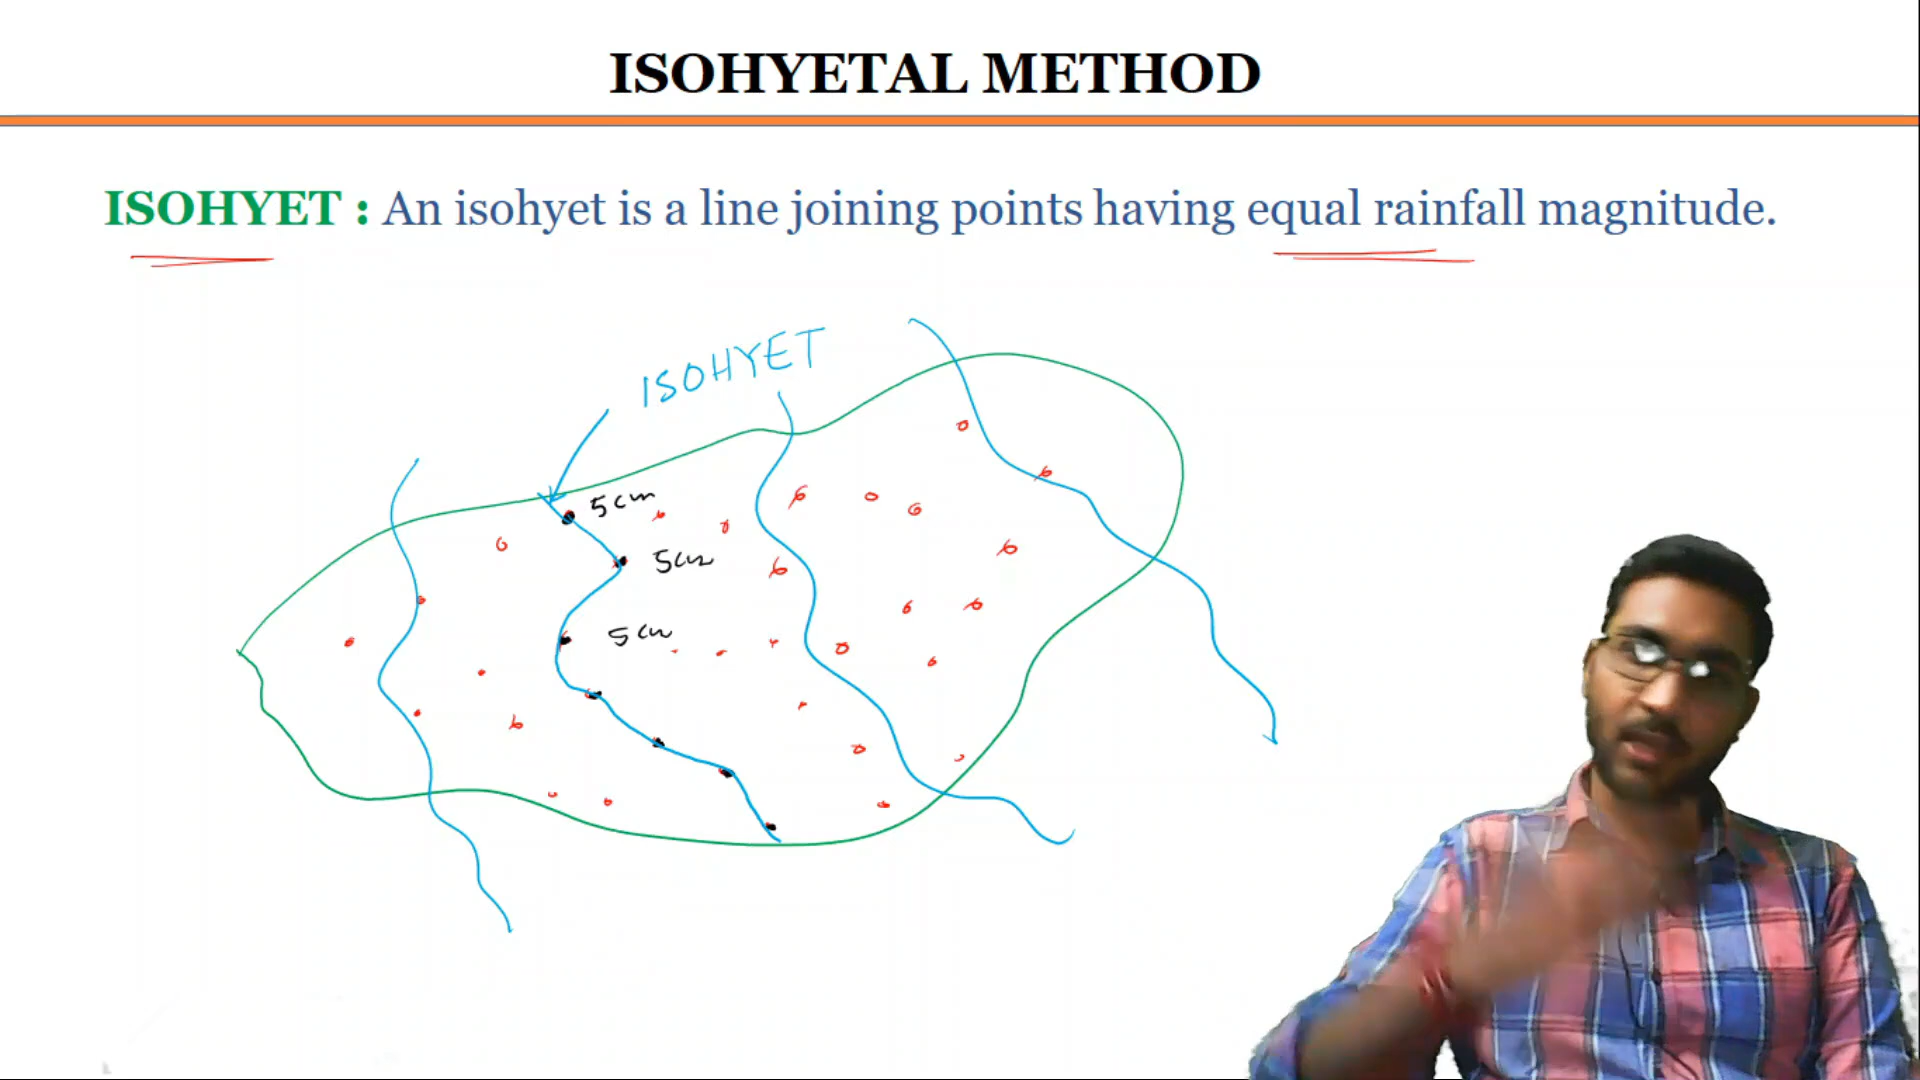 ISOHYETAL METHOD
ISOHYET : An isohyet is a line joining points having equal rainfall magnitude.
ISOHYET
5cm
5cm
5cm